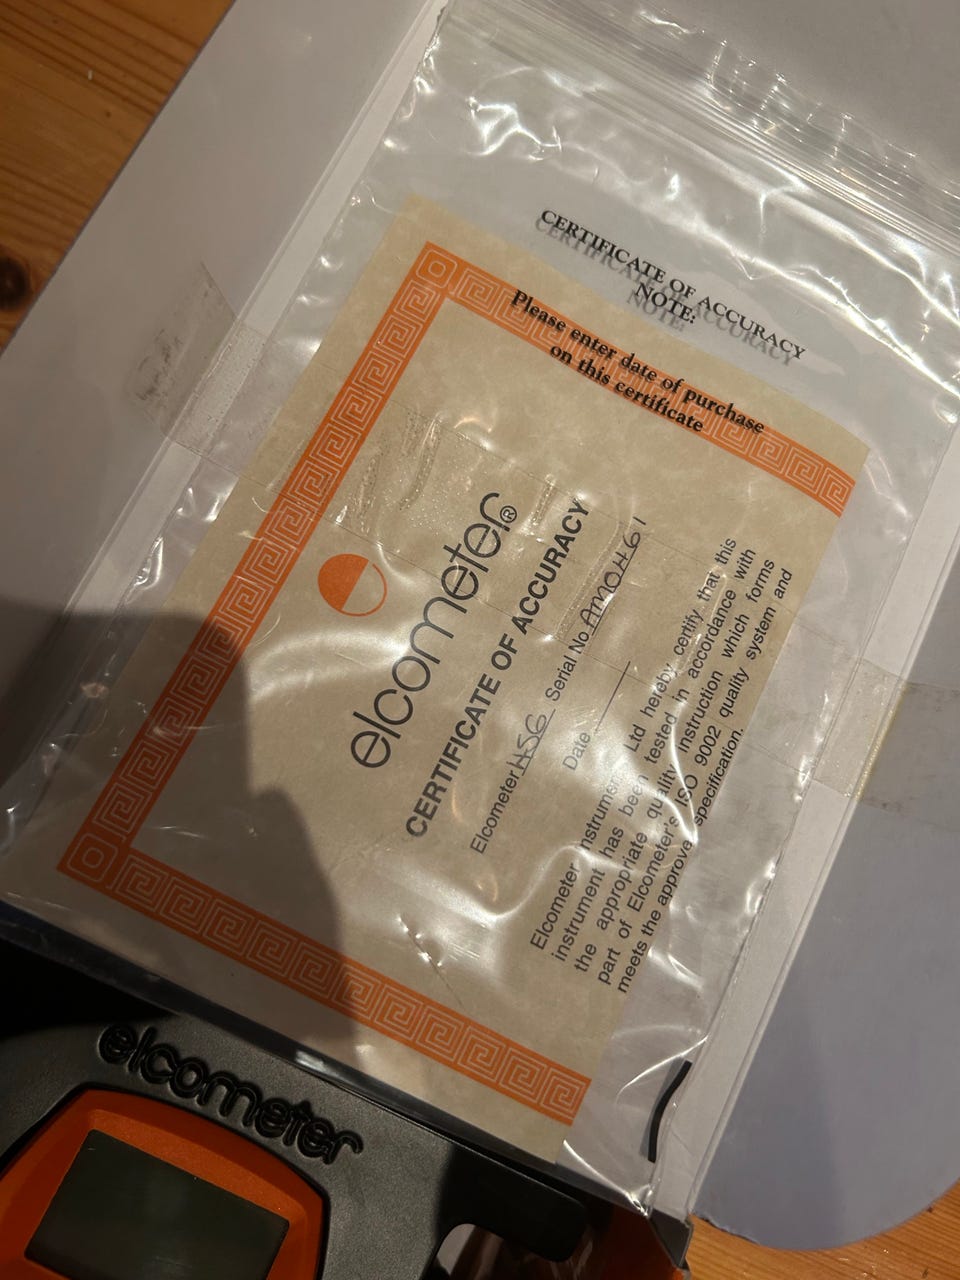 CERTIFICATE OF ACCURACY
NOTE:
Please enter date of purchase
on this certificate
elcometer®
CERTIFICATE OF ACCURACY
Elcometer 456 Serial No AM0461
Date
Elcometer Instruments Ltd hereby certify that this
instrument has been tested in accordance with
the appropriate quality instruction which forms
part of Elcometer's ISO 9002 quality system and
meets the approved specification.
elcometer